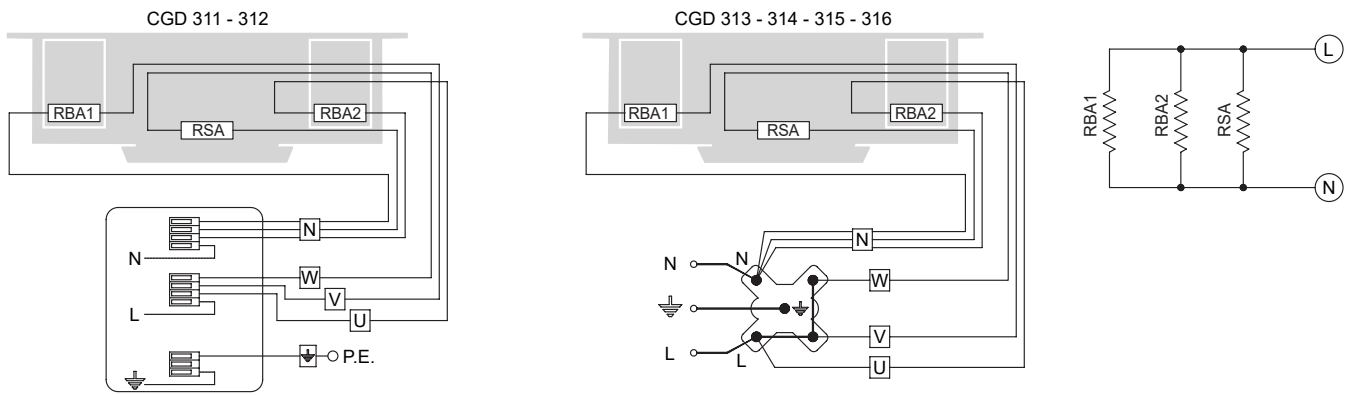 CGD 311 - 312
RBA1
RSA
RBA2
N
N
W
V
L
U
P.E.
CGD 313 - 314 - 315 - 316
RBA1
RSA
RBA2
N
N
N
W
V
L
L
U
L
RBA1
RBA2
RSA
N